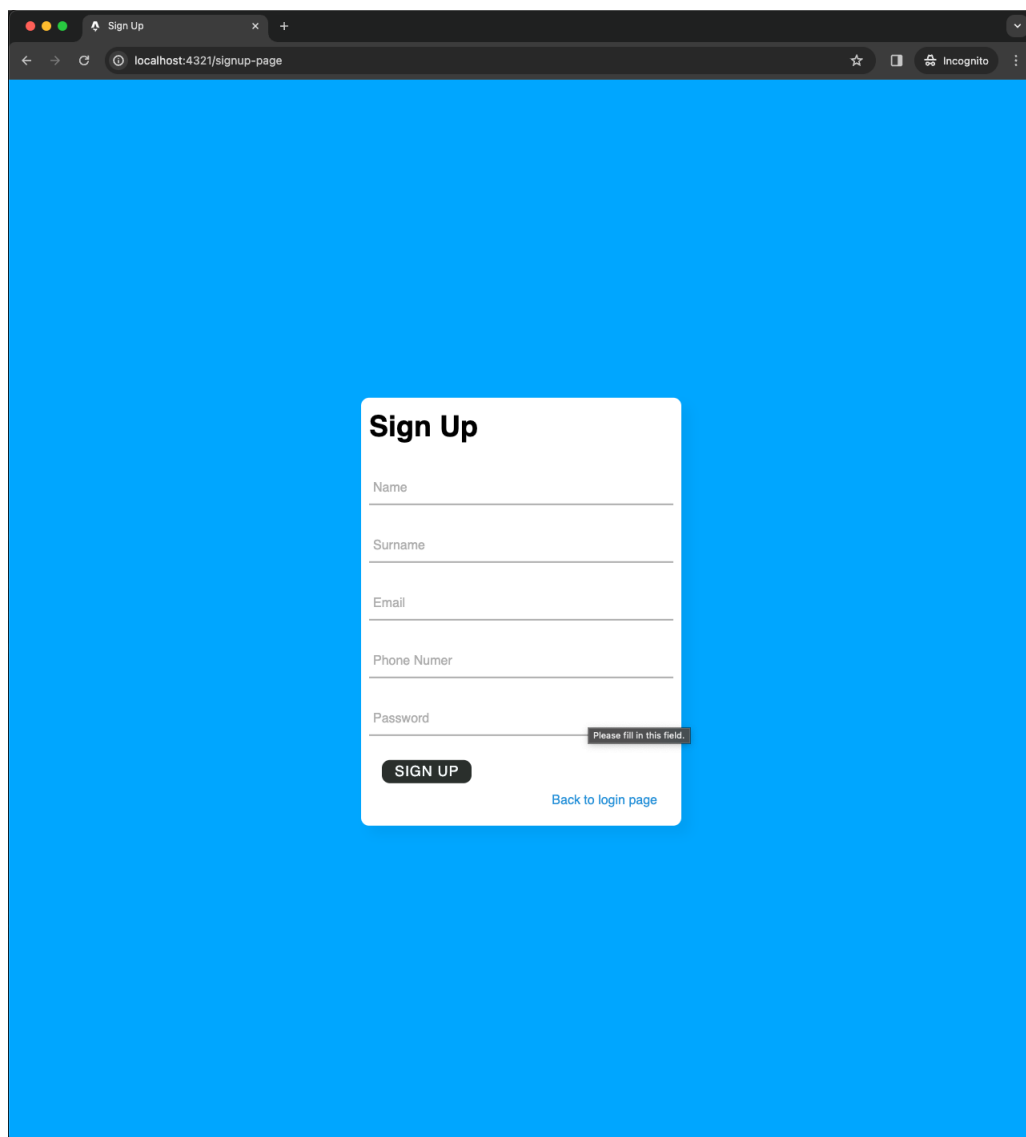 Sign Up
localhost:4321/signup-page
Incognito
Sign Up
Name
Surname
Email
Phone Numer
Password
Please fill in this field.
SIGN UP
Back to login page